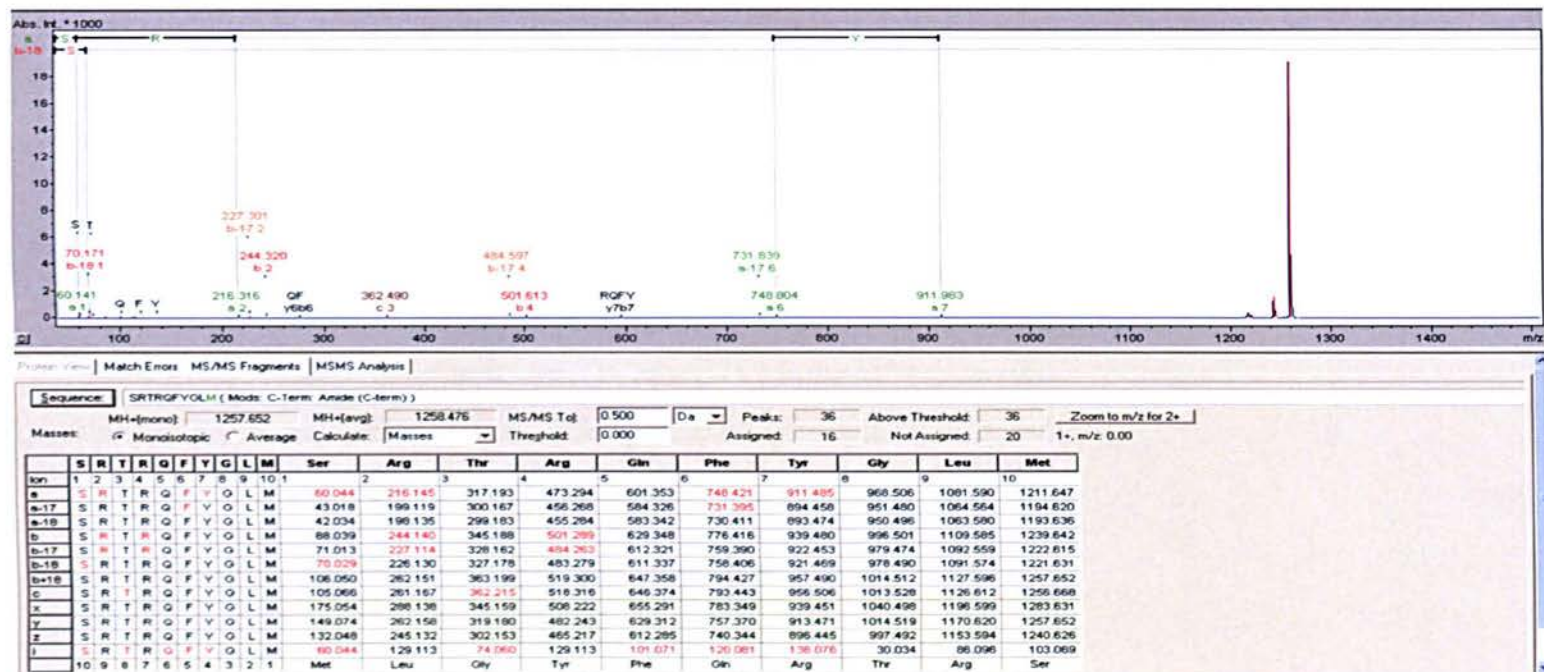 Abs. Int. * 1000
a S R Y
b-18 S
18
16
14
12
10
8
6
4
2
0
S T
227.301
b-17 2
70.171
b-18 1
244.320
b 2
484.597
b-17 4
731.839
a-17 6
60.141
a 1
Q F Y
216.316
a 2
QF
y6b6
362.490
c 3
501.613
b 4
RQFY
y7b7
748.804
a 6
911.983
a 7
100 200 300 400 500 600 700 800 900 1000 1100 1200 1300 1400 m/z
Protein View Match Errors MS/MS Fragments MSMS Analysis
Sequence: SRTRQFYGLM ( Mods: C-Term: Amide (C-term) )
MH+[mono]: 1257.652 MH+[avg]: 1258.476 MS/MS Tol: 0.500 Da Peaks: 36 Above Threshold: 36 Zoom to m/z for 2+
Masses: Monoisotopic Average Calculate: Masses Threshold: 0.000 Assigned: 16 Not Assigned: 20 1+, m/z: 0.00
S R T R Q F Y G L M Ser Arg Thr Arg Gln Phe Tyr Gly Leu Met
Ion 1 2 3 4 5 6 7 8 9 10 1 2 3 4 5 6 7 8 9 10
a S R T R Q F Y G L M 60.044 216.145 317.193 473.294 601.353 748.421 911.485 968.506 1081.590 1211.647
a-17 S R T R Q F Y G L M 43.018 199.119 300.167 456.268 584.326 731.395 894.458 951.480 1064.564 1194.620
a-18 S R T R Q F Y G L M 42.034 198.135 299.183 455.284 583.342 730.411 893.474 950.496 1063.580 1193.636
b S R T R Q F Y G L M 88.039 244.140 345.188 501.289 629.348 776.416 939.480 996.501 1109.585 1239.642
b-17 S R T R Q F Y G L M 71.013 227.114 328.162 484.263 612.321 759.390 922.453 979.474 1092.559 1222.615
b-18 S R T R Q F Y G L M 70.029 226.130 327.178 483.279 611.337 758.406 921.469 978.490 1091.574 1221.631
b+18 S R T R Q F Y G L M 106.050 262.151 363.199 519.300 647.358 794.427 957.490 1014.512 1127.596 1257.652
c S R T R Q F Y G L M 105.066 261.167 362.215 518.316 646.374 793.443 956.506 1013.528 1126.612 1256.668
x S R T R Q F Y G L M 175.054 288.138 345.159 508.222 655.291 783.349 939.451 1040.498 1196.599 1283.631
y S R T R Q F Y G L M 149.074 262.158 319.180 482.243 629.312 757.370 913.471 1014.519 1170.620 1257.652
z S R T R Q F Y G L M 132.048 245.132 302.153 465.217 612.285 740.344 896.445 997.492 1153.594 1240.626
i S R T R Q F Y G L M 60.044 129.113 74.060 129.113 101.071 120.081 136.076 30.034 86.096 103.069
10 9 8 7 6 5 4 3 2 1 Met Leu Gly Tyr Phe Gln Arg Thr Arg Ser